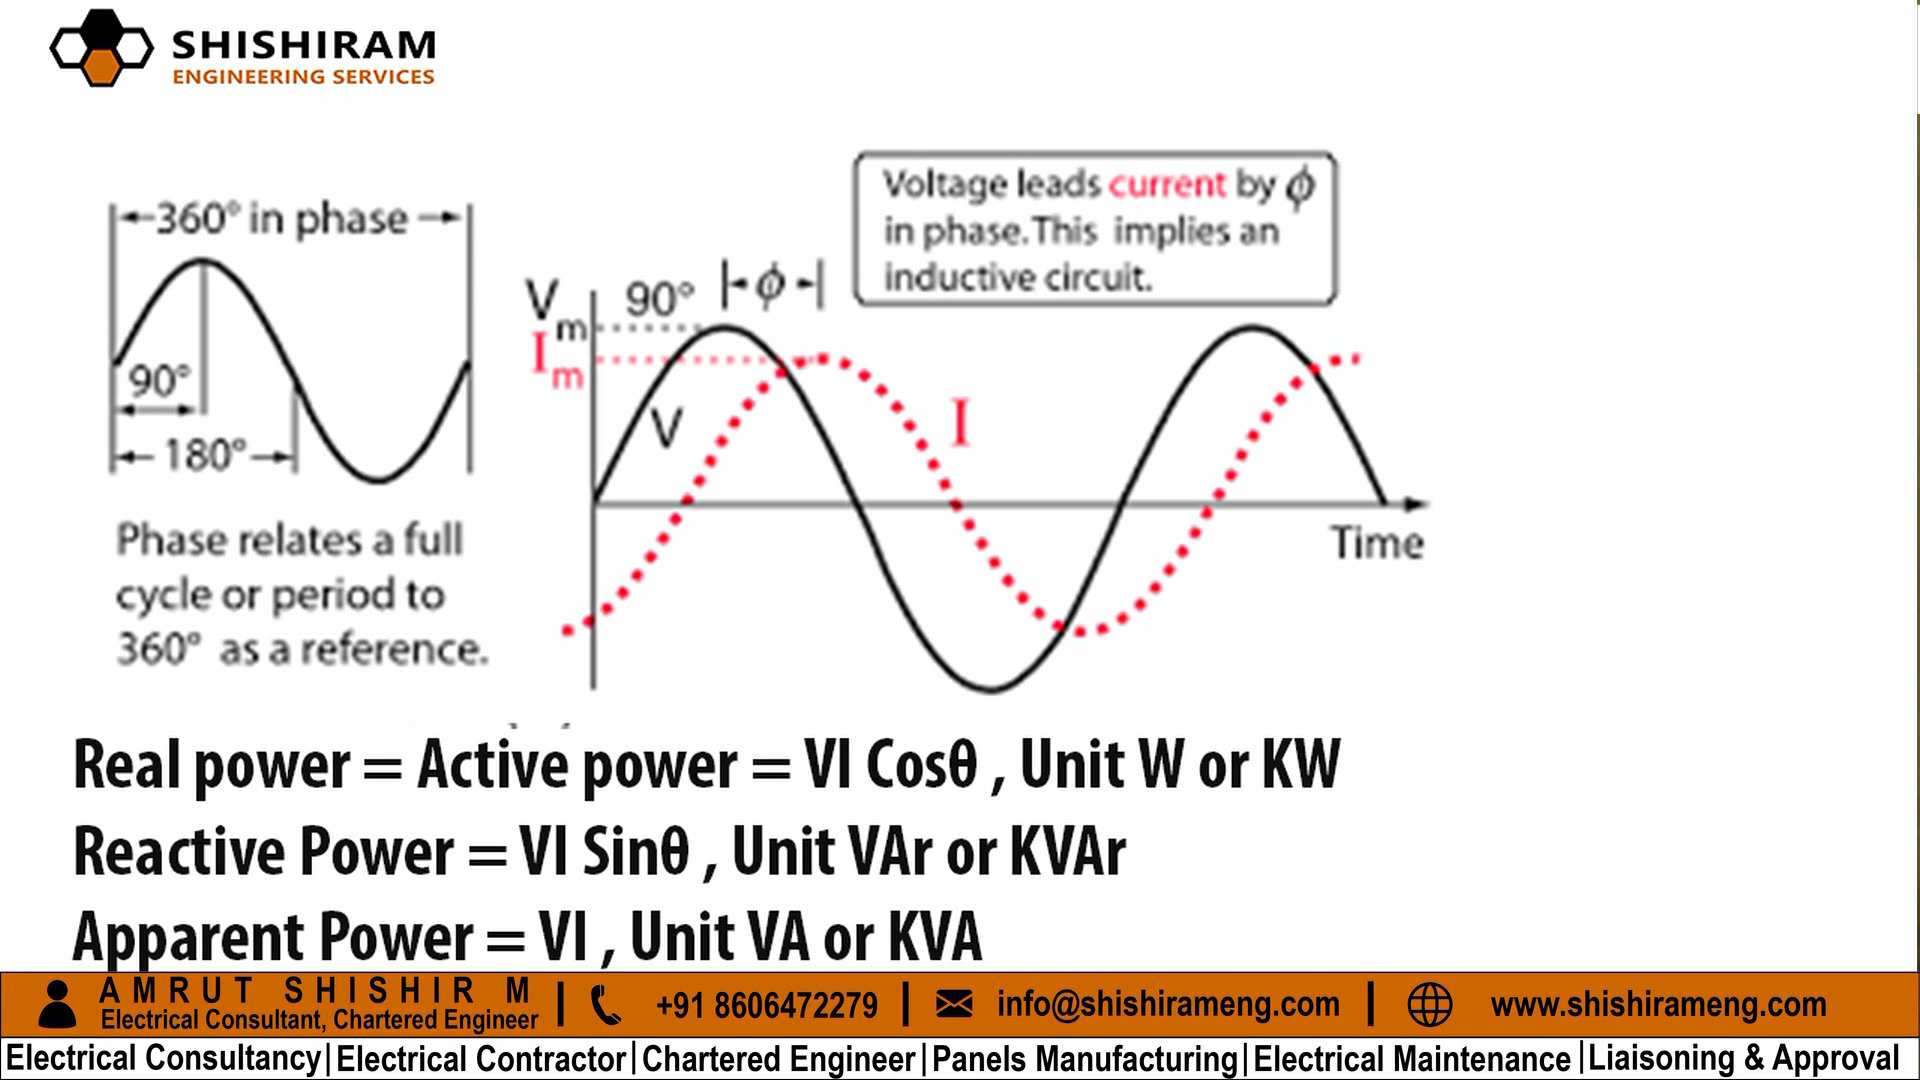 SHISHIRAM
ENGINEERING SERVICES
360° in phase
90°
180°
Phase relates a full
cycle or period to
360° as a reference.
Voltage leads current by ϕ
in phase. This implies an
inductive circuit.
Vm
90°
ϕ
Im
V
I
Time
Real power = Active power = VI Cosθ , Unit W or KW
Reactive Power = VI Sinθ , Unit VAr or KVAr
Apparent Power = VI , Unit VA or KVA
AMRUT SHISHIR M
Electrical Consultant, Chartered Engineer
+91 8606472279
info@shishirameng.com
www.shishirameng.com
Electrical Consultancy|Electrical Contractor|Chartered Engineer|Panels Manufacturing|Electrical Maintenance |Liaisoning & Approval